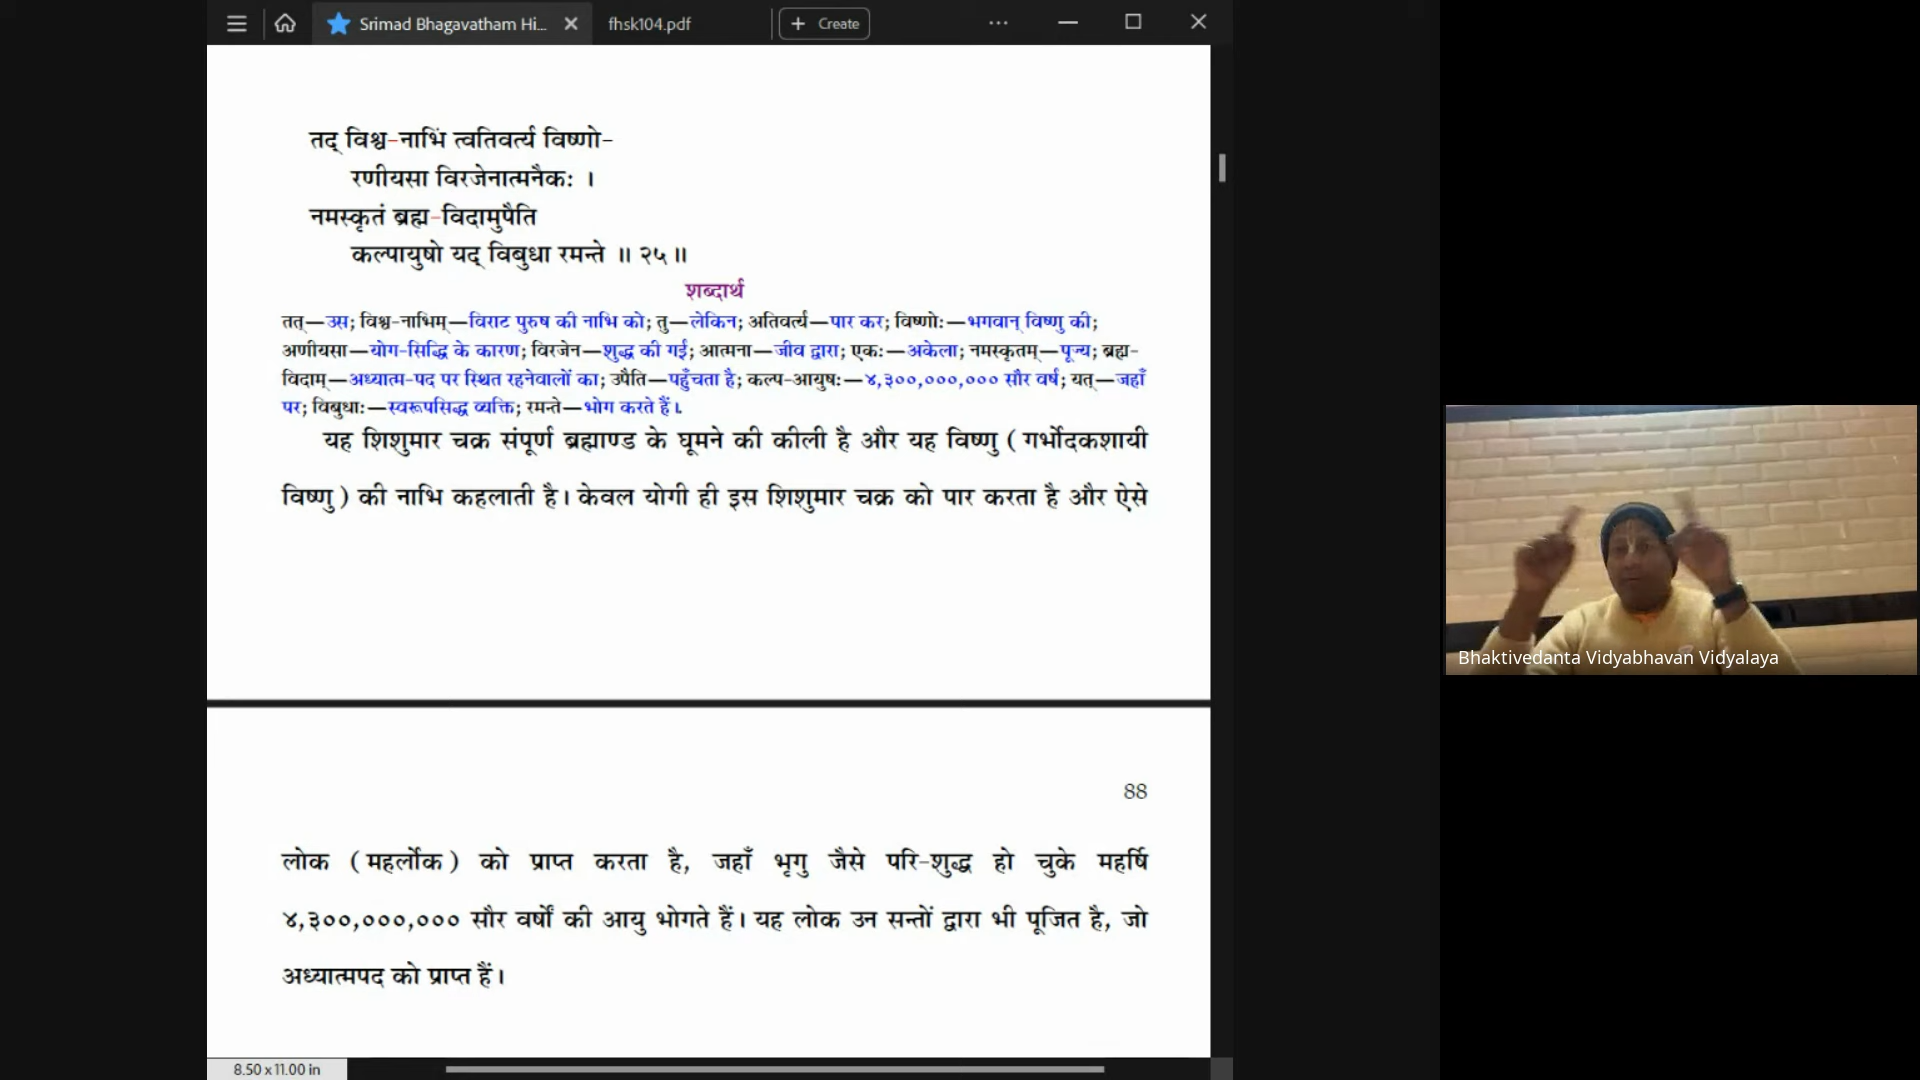 Srimad Bhagavatham Hi...
fhsk104.pdf
+ Create
तद् विश्व-नाभिं त्वतिवर्त्य विष्णो-
रणीयसा विरजेनात्मनैकः ।
नमस्कृतं ब्रह्म-विदामुपैति
कल्पायुषो यद् विबुधा रमन्ते ॥ २५॥
शब्दार्थ
तत्—उस; विश्व-नाभिम्—विराट पुरुष की नाभि को; तु—लेकिन; अतिवर्त्य—पार कर; विष्णोः—भगवान् विष्णु की;
अणीयसा—योग-सिद्धि के कारण; विरजेन—शुद्ध की गई; आत्मना—जीव द्वारा; एकः—अकेला; नमस्कृतम्—पूज्य; ब्रह्म-
विदाम्—अध्यात्म-पद पर स्थित रहनेवालों का; उपैति—पहुँचता है; कल्प-आयुषः—४,३००,०००,००० सौर वर्ष; यत्—जहाँ
पर; विबुधाः—स्वरूपसिद्ध व्यक्ति; रमन्ते—भोग करते हैं।.
यह शिशुमार चक्र संपूर्ण ब्रह्माण्ड के घूमने की कीली है और यह विष्णु ( गर्भोदकशायी
विष्णु ) की नाभि कहलाती है। केवल योगी ही इस शिशुमार चक्र को पार करता है और ऐसे
88
लोक ( महर्लोक ) को प्राप्त करता है, जहाँ भृगु जैसे परि-शुद्ध हो चुके महर्षि
४,३००,०००,००० सौर वर्षों की आयु भोगते हैं। यह लोक उन सन्तों द्वारा भी पूजित है, जो
अध्यात्मपद को प्राप्त हैं।
8.50 x 11.00 in
Bhaktivedanta Vidyabhavan Vidyalaya